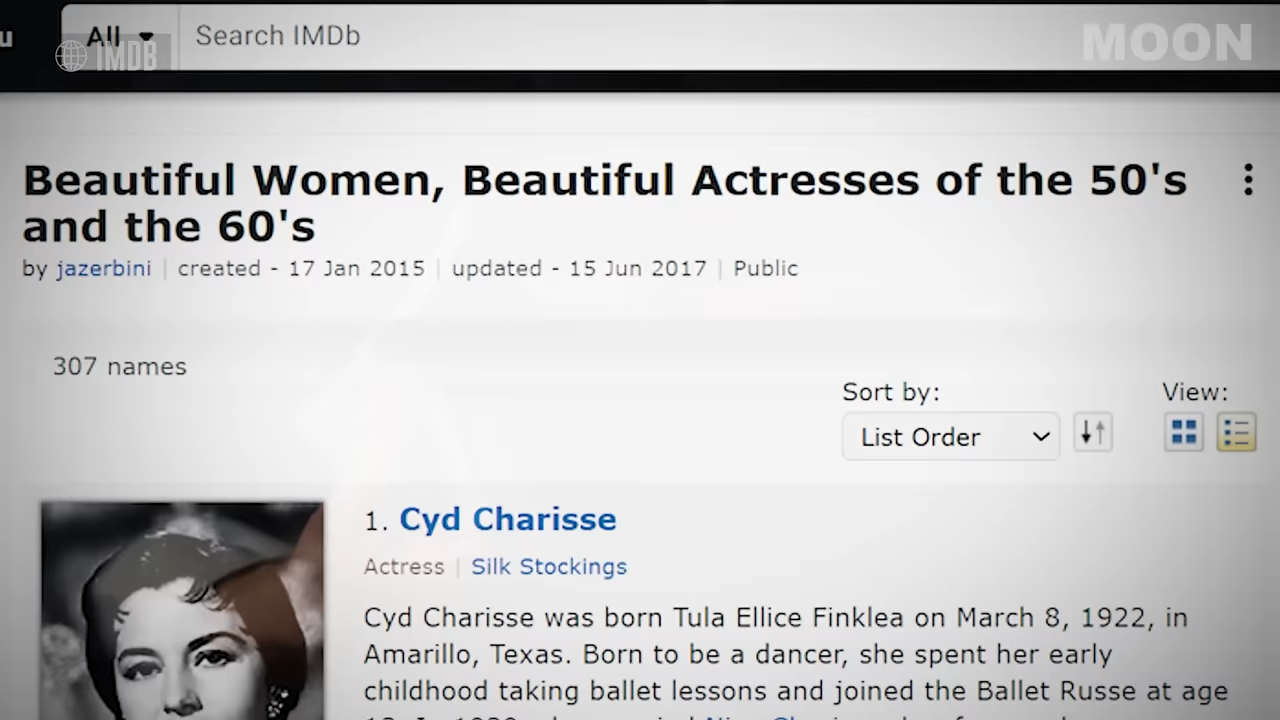 u
All
Search IMDb
IMDB
MOON
Beautiful Women, Beautiful Actresses of the 50's
and the 60's
by jazerbini | created - 17 Jan 2015 | updated - 15 Jun 2017 | Public
307 names
Sort by:
View:
List Order
1. Cyd Charisse
Actress | Silk Stockings
Cyd Charisse was born Tula Ellice Finklea on March 8, 1922, in
Amarillo, Texas. Born to be a dancer, she spent her early
childhood taking ballet lessons and joined the Ballet Russe at age